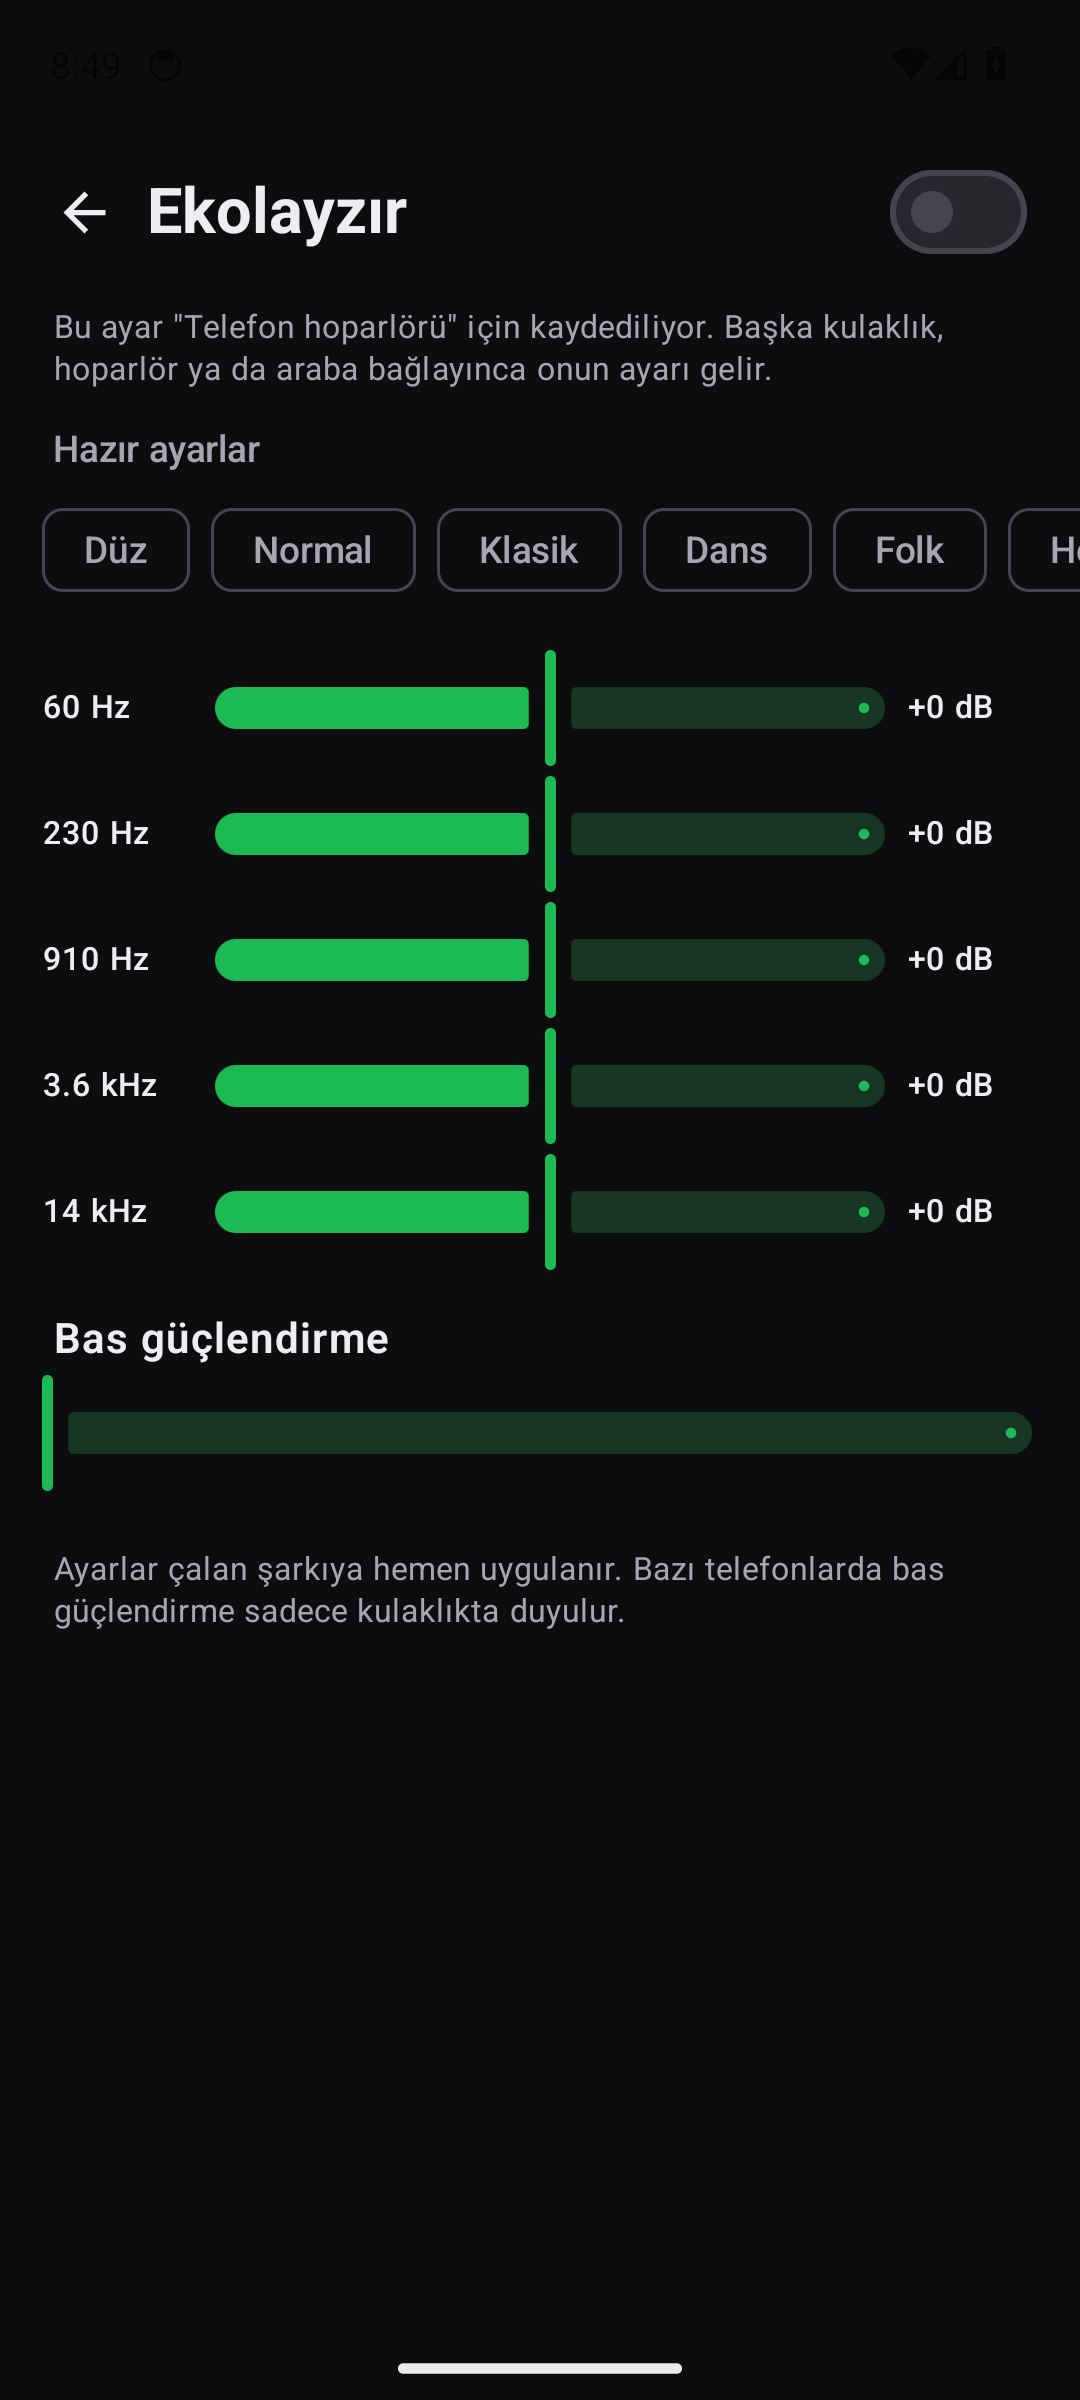 8:49
Ekolayzır
Bu ayar "Telefon hoparlörü" için kaydediliyor. Başka kulaklık,
hoparlör ya da araba bağlayınca onun ayarı gelir.
Hazır ayarlar
Düz Normal Klasik Dans Folk
60 Hz +0 dB
230 Hz +0 dB
910 Hz +0 dB
3.6 kHz +0 dB
14 kHz +0 dB
Bas güçlendirme
Ayarlar çalan şarkıya hemen uygulanır. Bazı telefonlarda bas
güçlendirme sadece kulaklıkta duyulur.